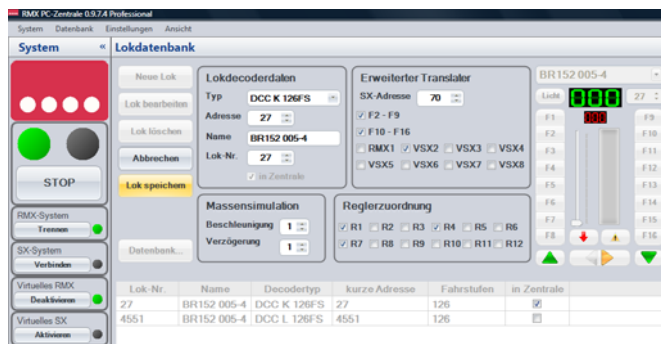 RMX PC-Zentrale 0.9.7.4 Professional
System Datenbank Einstellungen Ansicht
System «
Lokdatenbank
STOP
RMX-System
Trennen
SX-System
Verbinden
Virtuelles RMX
Deaktivieren
Virtuelles SX
Aktivieren
Neue Lok
Lok bearbeiten
Lok löschen
Abbrechen
Lok speichern
Datenbank...
Lokdecoderdaten
Typ DCC K 126FS
Adresse 27
Name BR152 005-4
Lok-Nr. 27
in Zentrale
Massensimulation
Beschleunigung 1
Verzögerung 1
Erweiterter Translater
SX-Adresse 70
F2 - F9
F10 - F16
RMX1 VSX2 VSX3 VSX4
VSX5 VSX6 VSX7 VSX8
Reglerzuordnung
R1 R2 R3 R4 R5 R6
R7 R8 R9 R10 R11 R12
BR152 005-4
Licht 000 27
F1 000 F9
F2 F10
F3 F11
F4 F12
F5 F13
F6 F14
F7 F15
F8 F16
Lok-Nr. Name Decodertyp kurze Adresse Fahrstufen in Zentrale
27 BR152 005-4 DCC K 126FS 27 126
4551 BR152 005-4 DCC L 126FS 4551 126